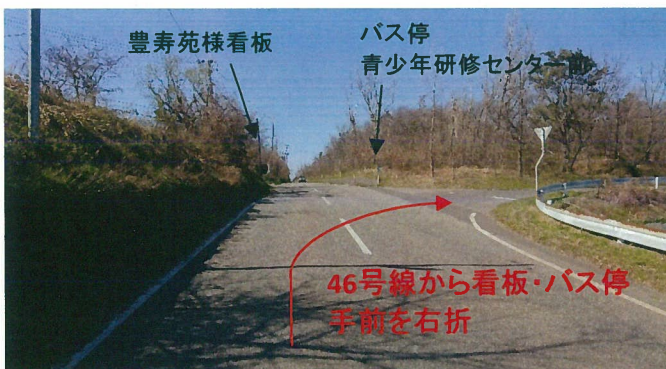 豊寿苑様看板
バス停
青少年研修センター前
46号線から看板・バス停
手前を右折